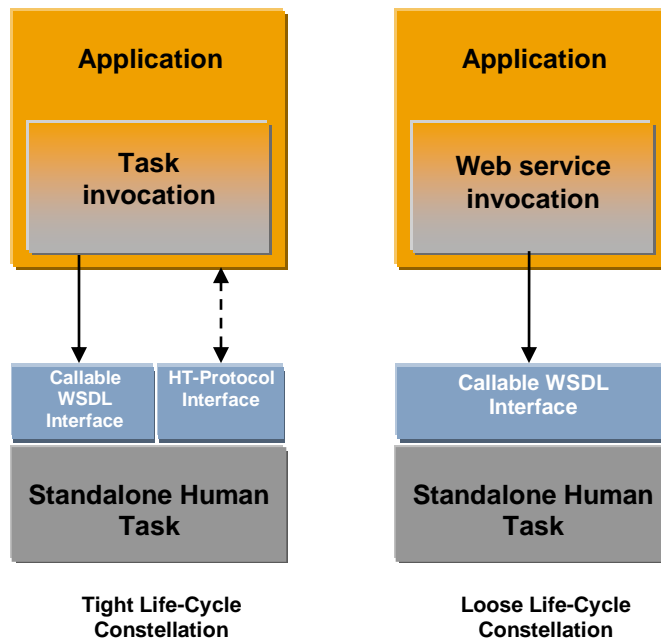 Application
Task
invocation
Callable
WSDL
Interface
HT-Protocol
Interface
Standalone Human
Task
Tight Life-Cycle
Constellation
Application
Web service
invocation
Callable WSDL
Interface
Standalone Human
Task
Loose Life-Cycle
Constellation